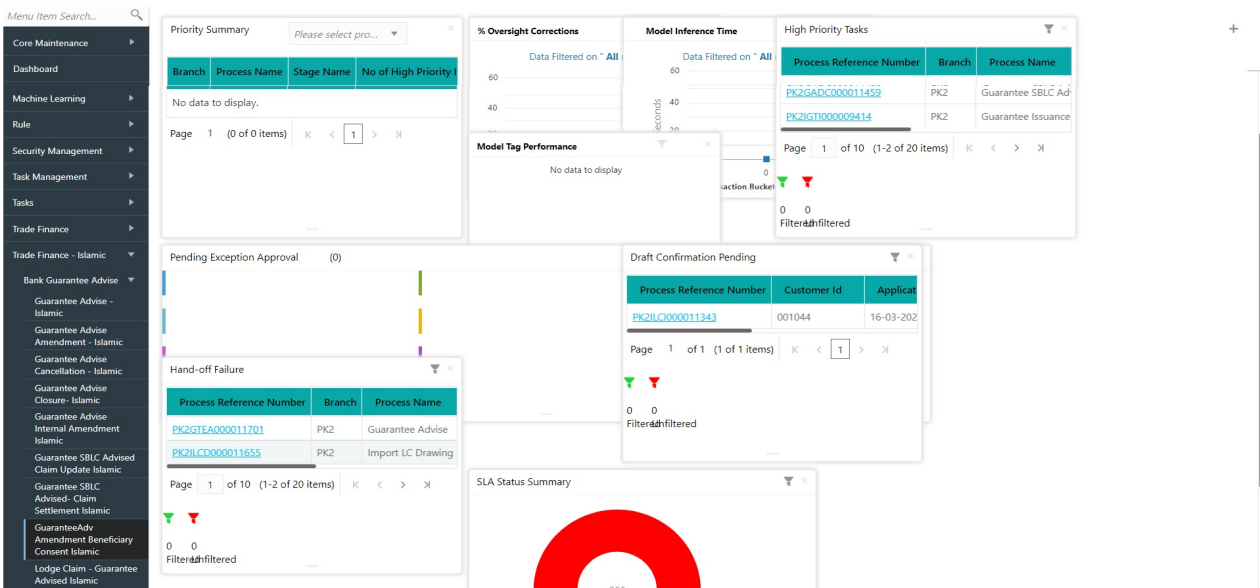 Menu Item Search...
Core Maintenance
Dashboard
Machine Learning
Rule
Security Management
Task Management
Tasks
Trade Finance
Trade Finance - Islamic
Bank Guarantee Advise
Guarantee Advise -
Islamic
Guarantee Advise
Amendment - Islamic
Guarantee Advise
Cancellation - Islamic
Guarantee Advise
Closure- Islamic
Guarantee Advise
Internal Amendment
Islamic
Guarantee SBLC Advised
Claim Update Islamic
Guarantee SBLC
Advised- Claim
Settlement Islamic
GuaranteeAdv
Amendment Beneficiary
Consent Islamic
Lodge Claim - Guarantee
Advised Islamic
Priority Summary
Please select pro...
Branch Process Name Stage Name No of High Priority
No data to display.
Page 1 (0 of 0 items) 1
% Oversight Corrections
Data Filtered on " All
60
40
Model Inference Time
Data Filtered on " All
60
40
20
seconds
0
saction Bucket
Model Tag Performance
No data to display
High Priority Tasks
Process Reference Number Branch Process Name
PK2GADC000011459 PK2 Guarantee SBLC Ad
PK2IGTI000009414 PK2 Guarantee Issuance
Page 1 of 10 (1-2 of 20 items)
0 0
Filtered Unfiltered
Pending Exception Approval (0)
Draft Confirmation Pending
Process Reference Number Customer Id Applicat
PK2ILCI000011343 001044 16-03-202
Page 1 of 1 (1 of 1 items) 1
0 0
Filtered Unfiltered
Hand-off Failure
Process Reference Number Branch Process Name
PK2GTEA000011701 PK2 Guarantee Advise
PK2ILCD000011655 PK2 Import LC Drawing
Page 1 of 10 (1-2 of 20 items)
0 0
Filtered Unfiltered
SLA Status Summary